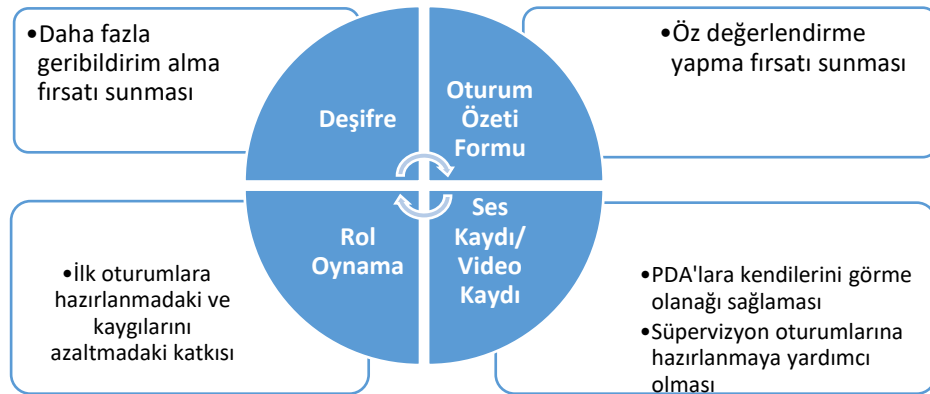 •Daha fazla
geribildirim alma
fırsatı sunması
•Öz değerlendirme
yapma fırsatı sunması
Deşifre
Oturum
Özeti
Formu
Rol
Oynama
Ses
Kaydı/
Video
Kaydı
•İlk oturumlara
hazırlanmadaki ve
kaygılarını
azaltmadaki katkısı
•PDA'lara kendilerini görme
olanağı sağlaması
•Süpervizyon oturumlarına
hazırlanmaya yardımcı
olması